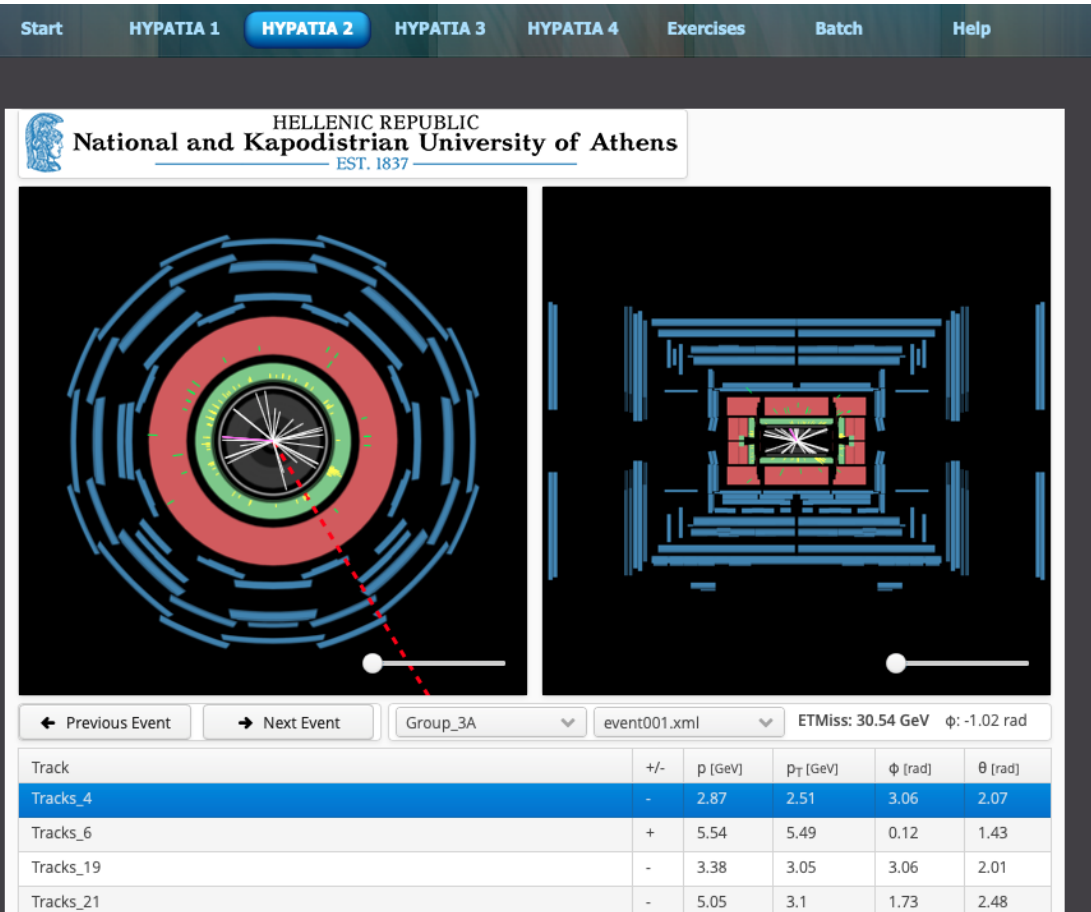 Start HYPATIA 1 HYPATIA 2 HYPATIA 3 HYPATIA 4 Exercises Batch Help
HELLENIC REPUBLIC
National and Kapodistrian University of Athens
EST. 1837
Previous Event Next Event Group_3A event001.xml ETMiss: 30.54 GeV ϕ: -1.02 rad
Track +/- p [GeV] pT [GeV] ϕ [rad] θ [rad]
Tracks_4 - 2.87 2.51 3.06 2.07
Tracks_6 + 5.54 5.49 0.12 1.43
Tracks_19 - 3.38 3.05 3.06 2.01
Tracks_21 - 5.05 3.1 1.73 2.48